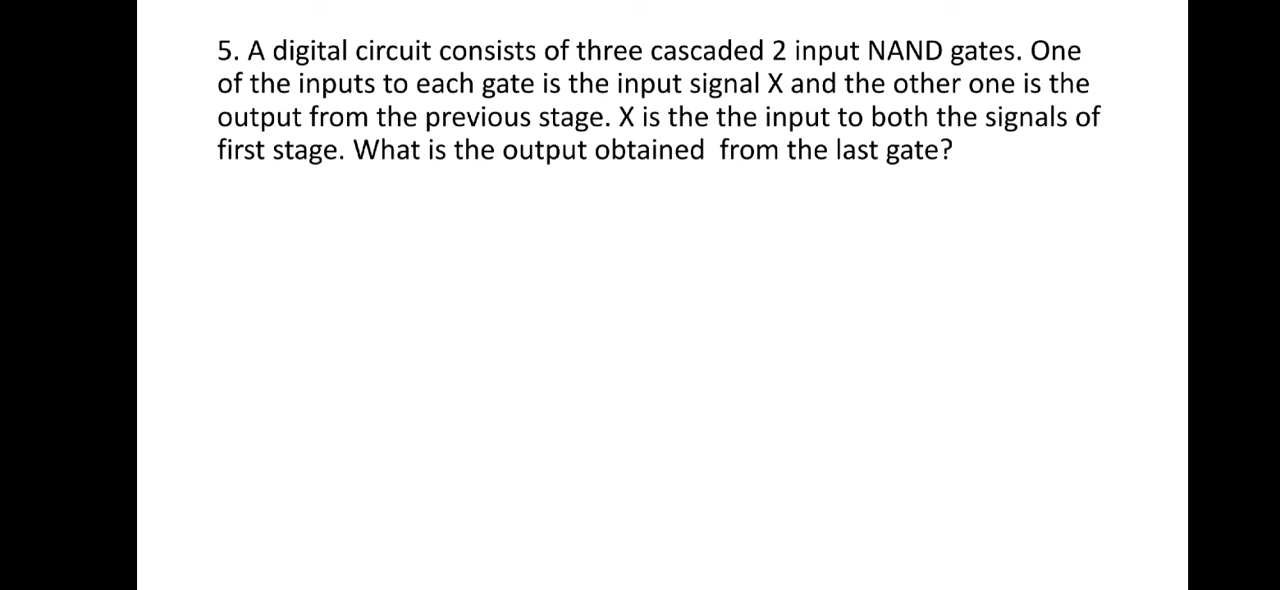 5. A digital circuit consists of three cascaded 2 input NAND gates. One
of the inputs to each gate is the input signal X and the other one is the
output from the previous stage. X is the the input to both the signals of
first stage. What is the output obtained  from the last gate?